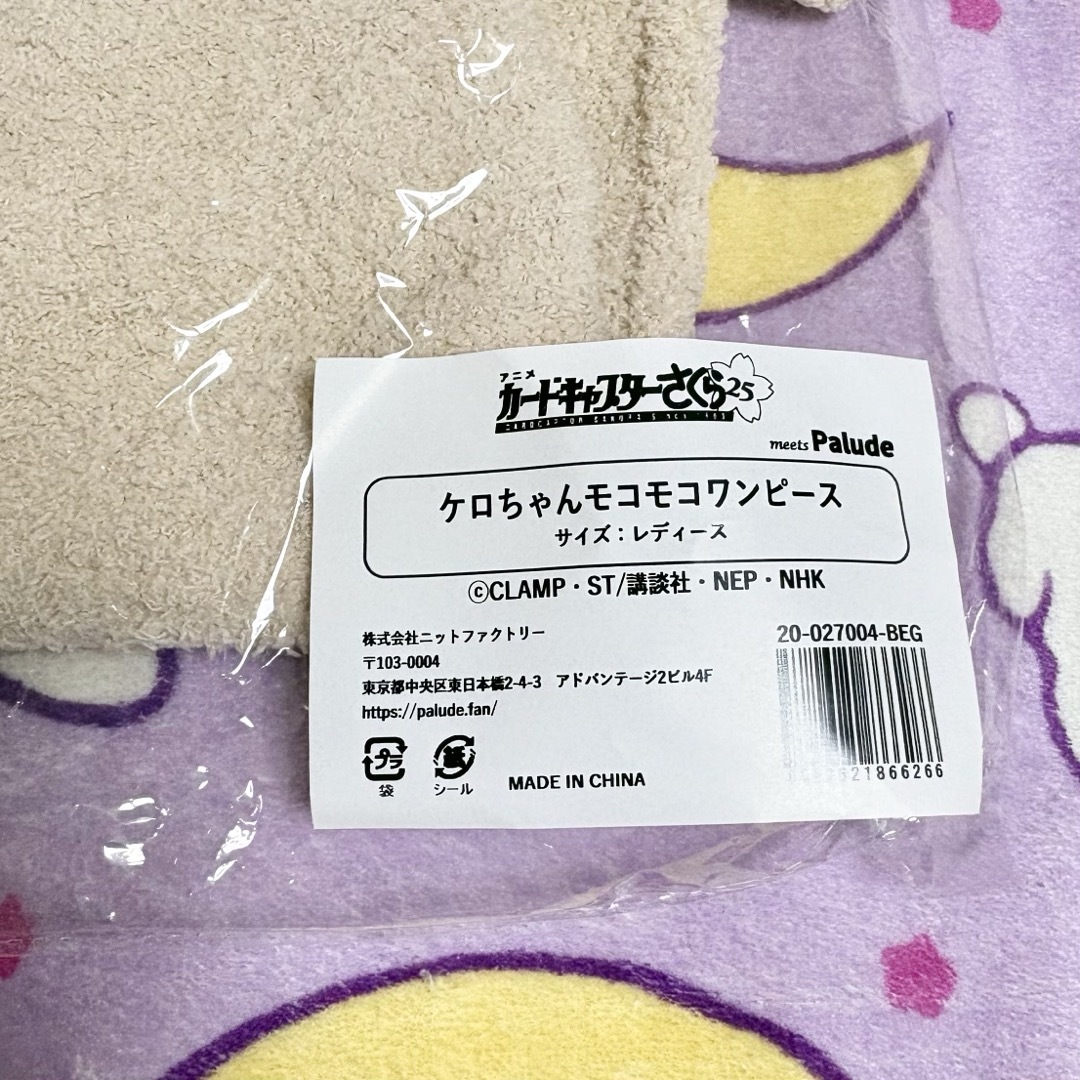 アニメ
カードキャスターさくら25
meets Palude
ケロちゃんモコモコワンピース
サイズ：レディース
©CLAMP・ST/講談社・NEP・NHK
株式会社ニットファクトリー
〒103-0004
東京都中央区東日本橋2-4-3 アドバンテージ2ビル4F
https://palude.fan/
20-027004-BEG
21866266
プラ
袋
紙
シール
MADE IN CHINA